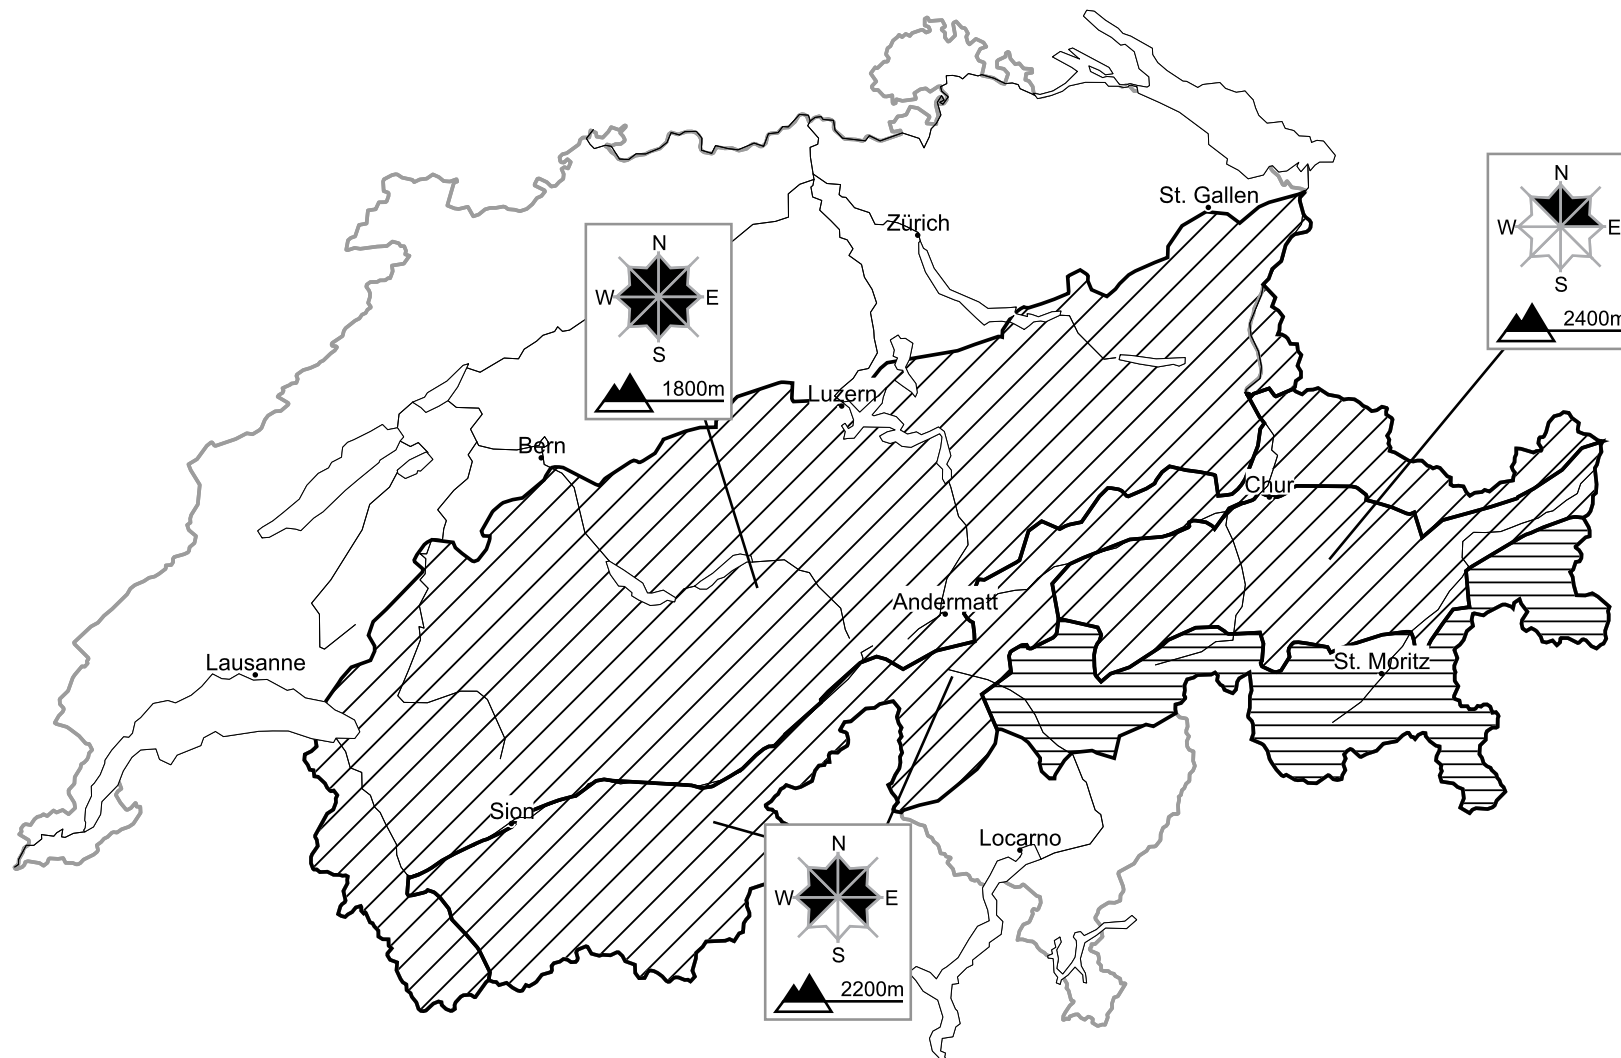 St. Gallen
Zürich
N
W E
S
1800m
N
W E
S
2400m
Luzern
Bern
Chur
Andermatt
Lausanne
St. Moritz
Sion
Locarno
N
W E
S
2200m